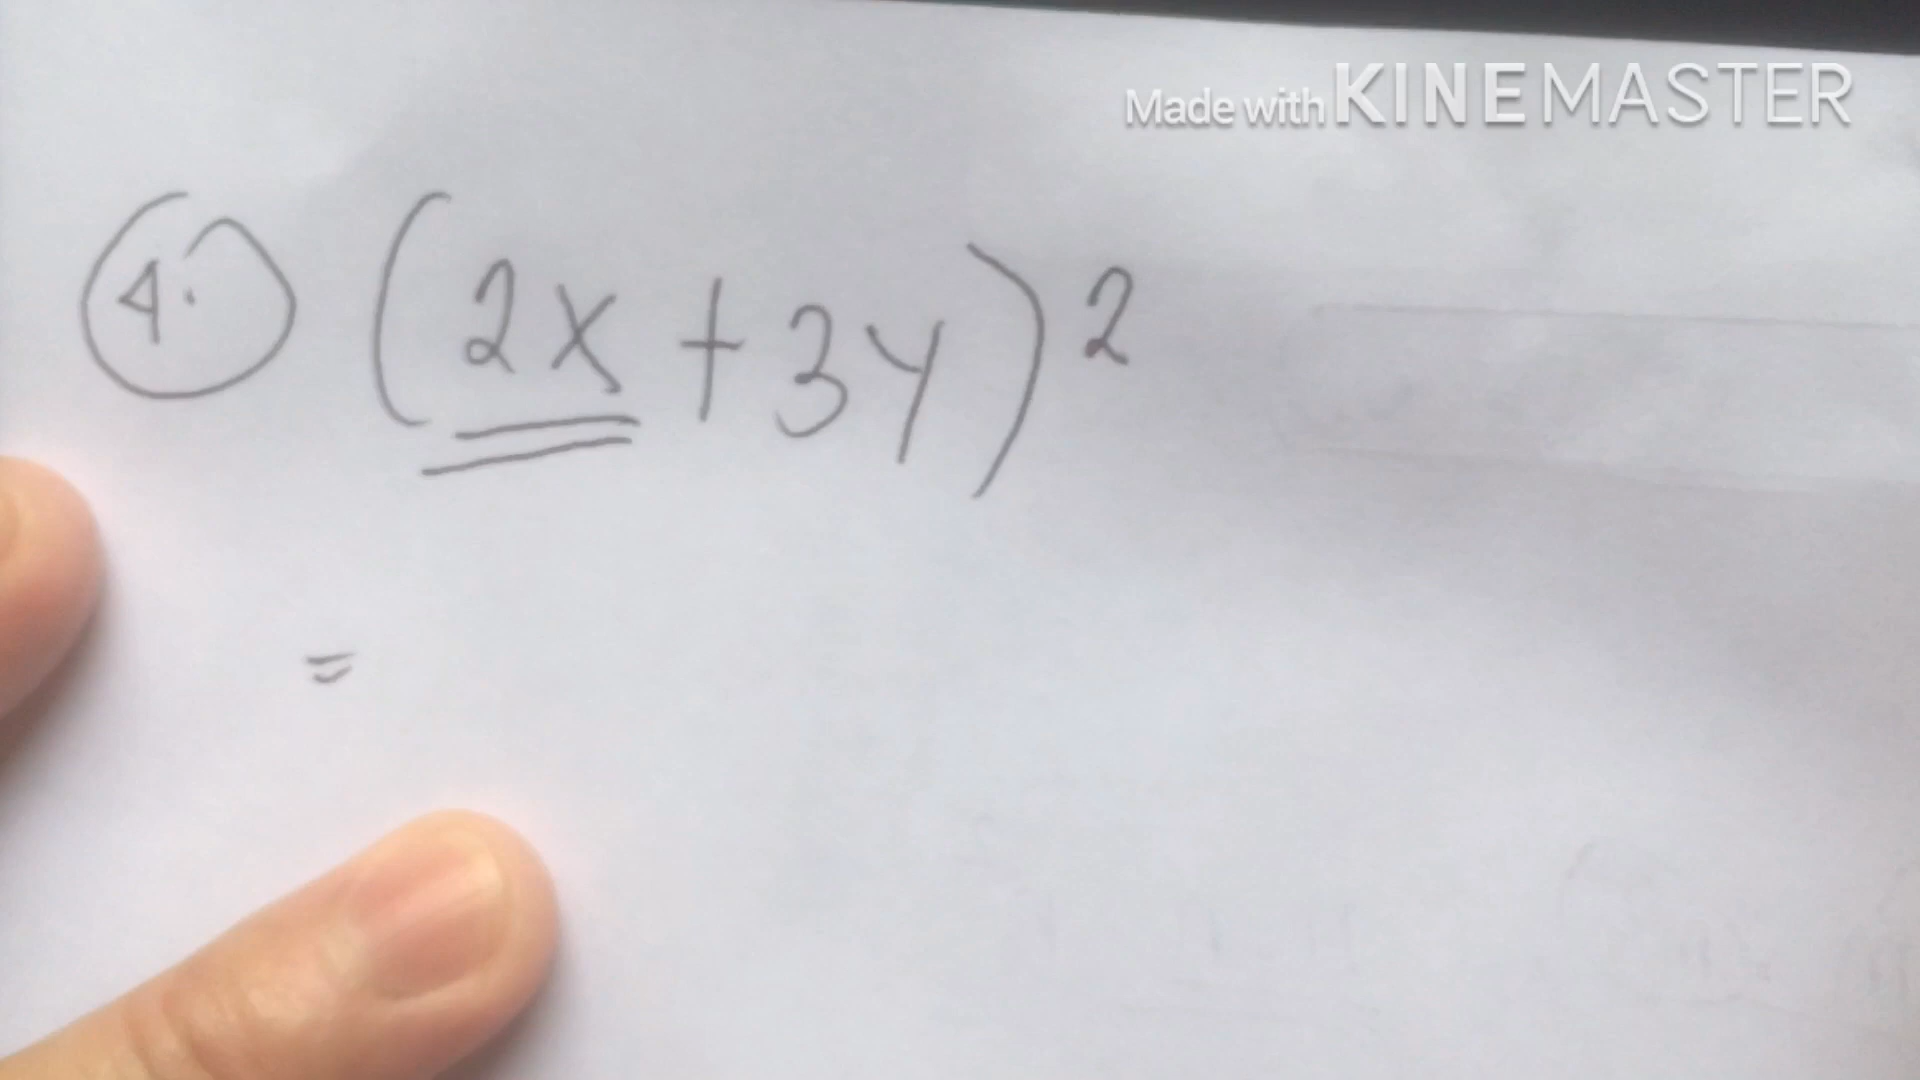 Made with KINEMASTER
4. (2x + 3y)²
=